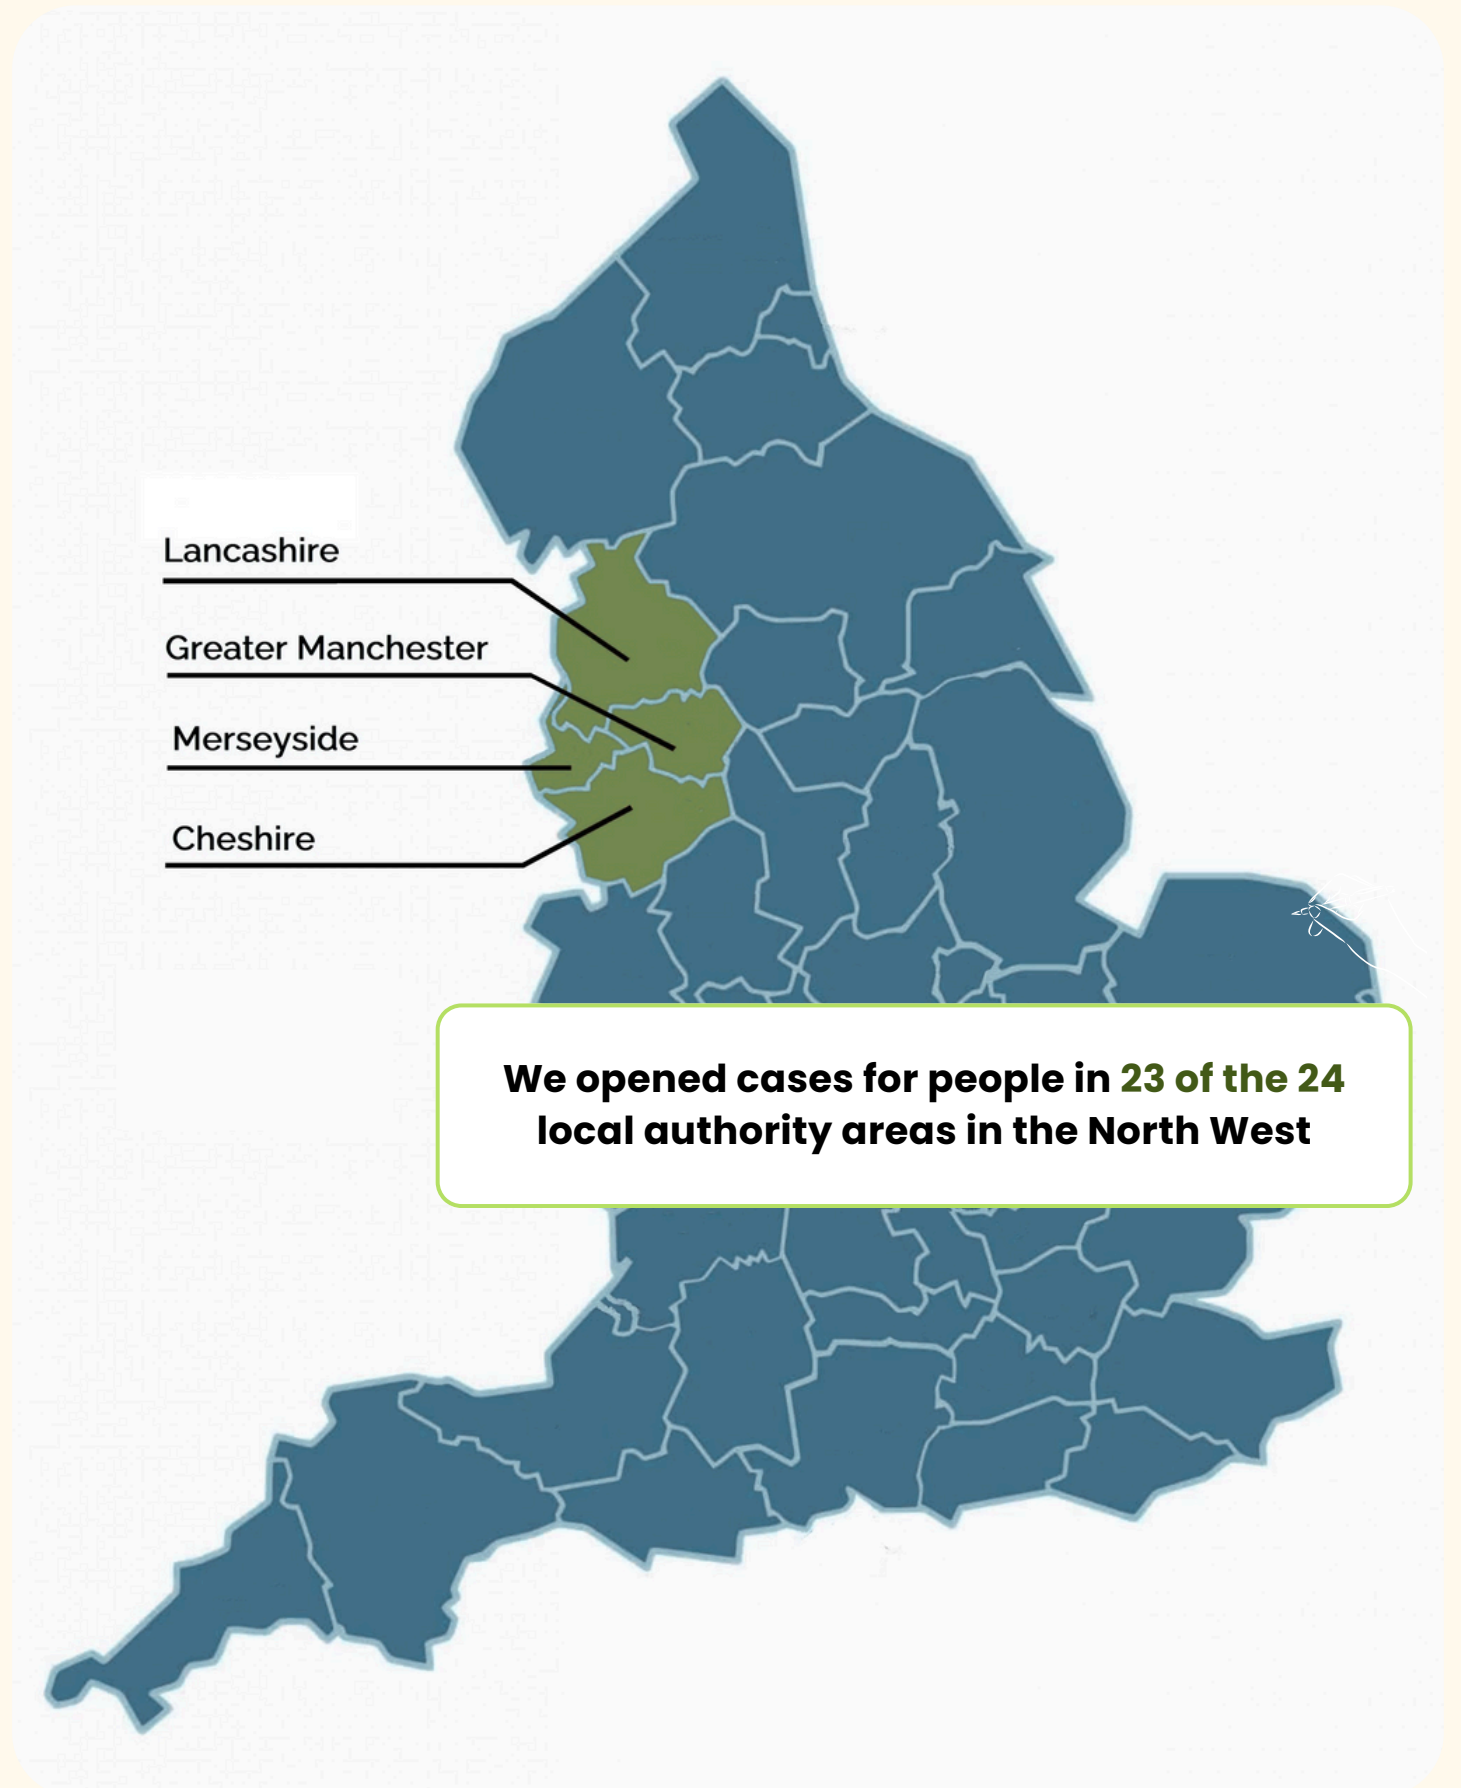 Lancashire
Greater Manchester
Merseyside
Cheshire
We opened cases for people in 23 of the 24
local authority areas in the North West